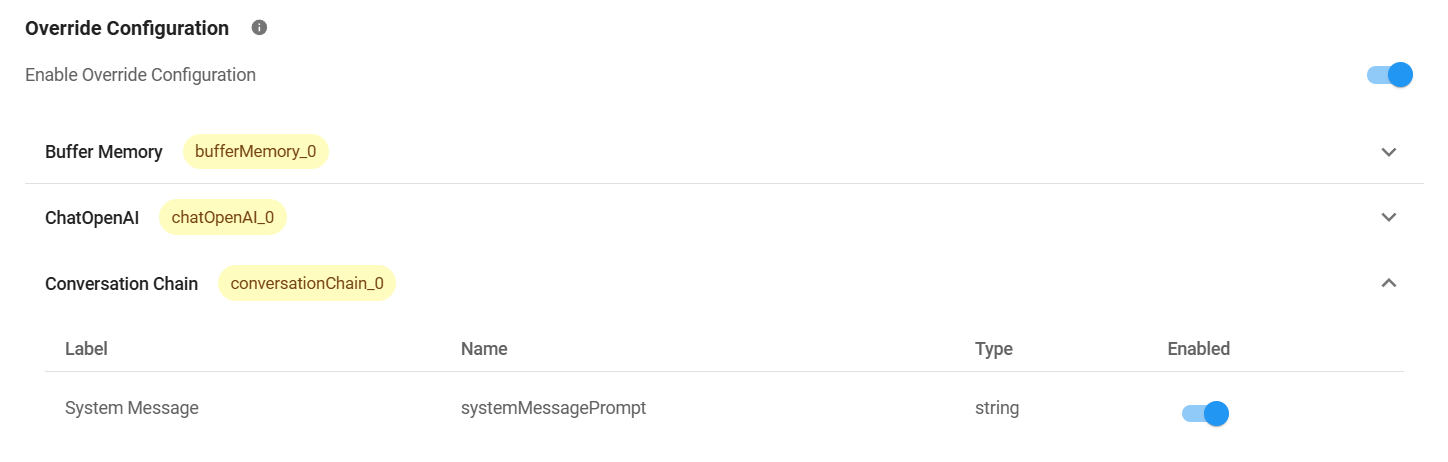 Override Configuration
Enable Override Configuration
Buffer Memory bufferMemory_0
ChatOpenAI chatOpenAI_0
Conversation Chain conversationChain_0
Label Name Type Enabled
System Message systemMessagePrompt string